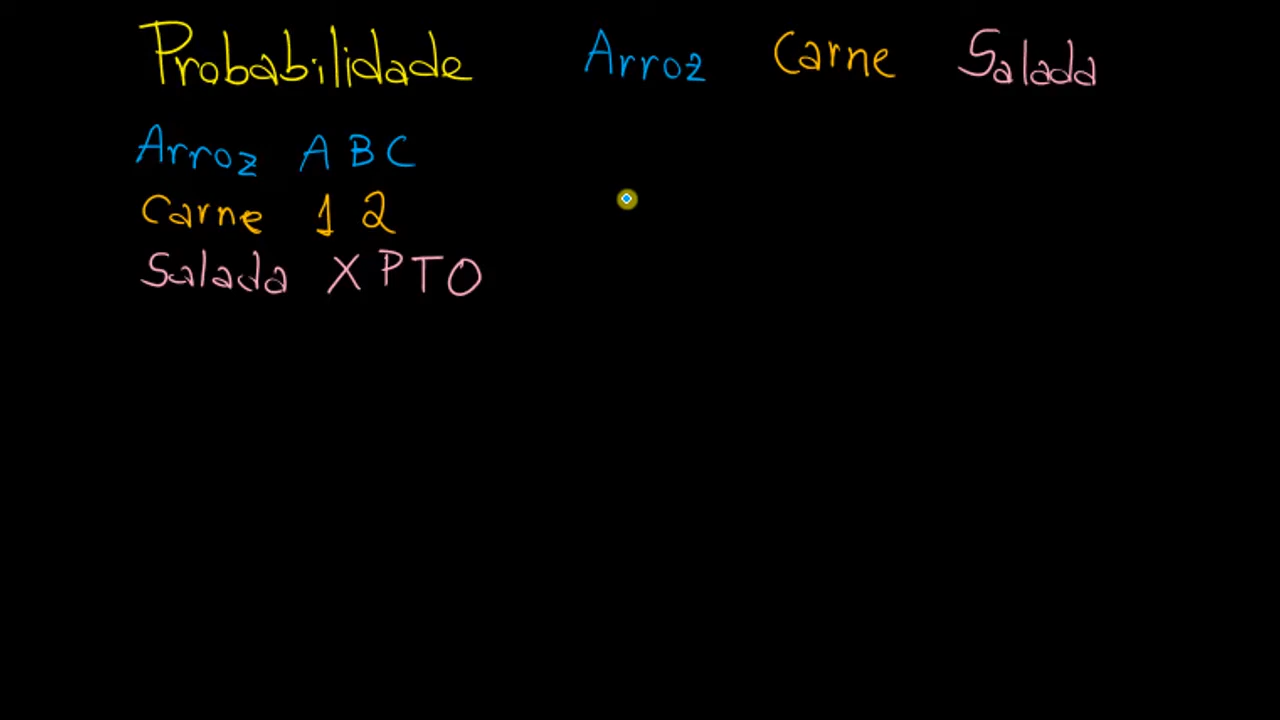 Probabilidade Arroz Carne Salada
Arroz A B C
Carne 1 2
Salada X P T O